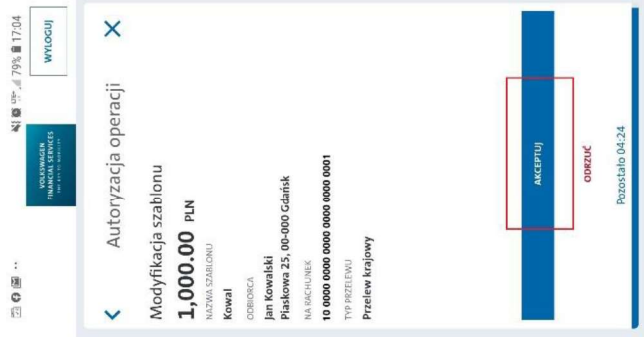 79% 17:04
VOLKSWAGEN
FINANCIAL SERVICES
THE KEY TO MOBILITY
WYLOGUJ
Autoryzacja operacji
Modyfikacja szablonu
1,000.00 PLN
NAZWA SZABLONU
Kowal
ODBIORCA
Jan Kowalski
Piaskowa 25, 00-000 Gdańsk
NA RACHUNEK
10 0000 0000 0000 0000 0000 0001
TYP PRZELEWU
Przelew krajowy
AKCEPTUJ
ODRZUĆ
Pozostało 04:24